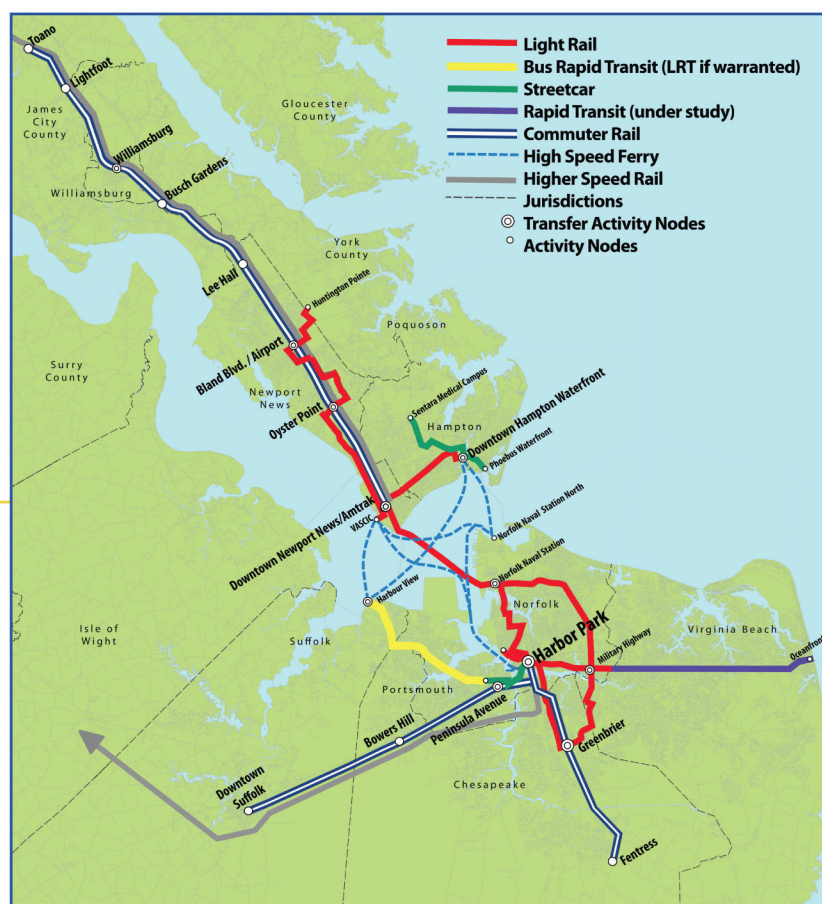 Toano
Lightfoot
James
City
County
Gloucester
County
Light Rail
Bus Rapid Transit (LRT if warranted)
Streetcar
Rapid Transit (under study)
Commuter Rail
High Speed Ferry
Higher Speed Rail
Jurisdictions
Transfer Activity Nodes
Activity Nodes
Williamsburg
Williamsburg
Busch Gardens
York
County
Lee Hall
Huntington Pointe
Poquoson
Surry
County
Bland Blvd. / Airport
Newport
News
Sentara Medical Campus
Oyster Point
Hampton
Downtown Hampton Waterfront
Phoebus Waterfront
Downtown Newport News/Amtrak
VASCIC
Norfolk Naval Station North
Norfolk Naval Station
Harbour View
Norfolk
Isle of
Wight
Suffolk
Harbor Park
Virginia Beach
Military Highway
Oceanfront
Portsmouth
Peninsula Avenue
Bowers Hill
Greenbrier
Downtown
Suffolk
Chesapeake
Fentress